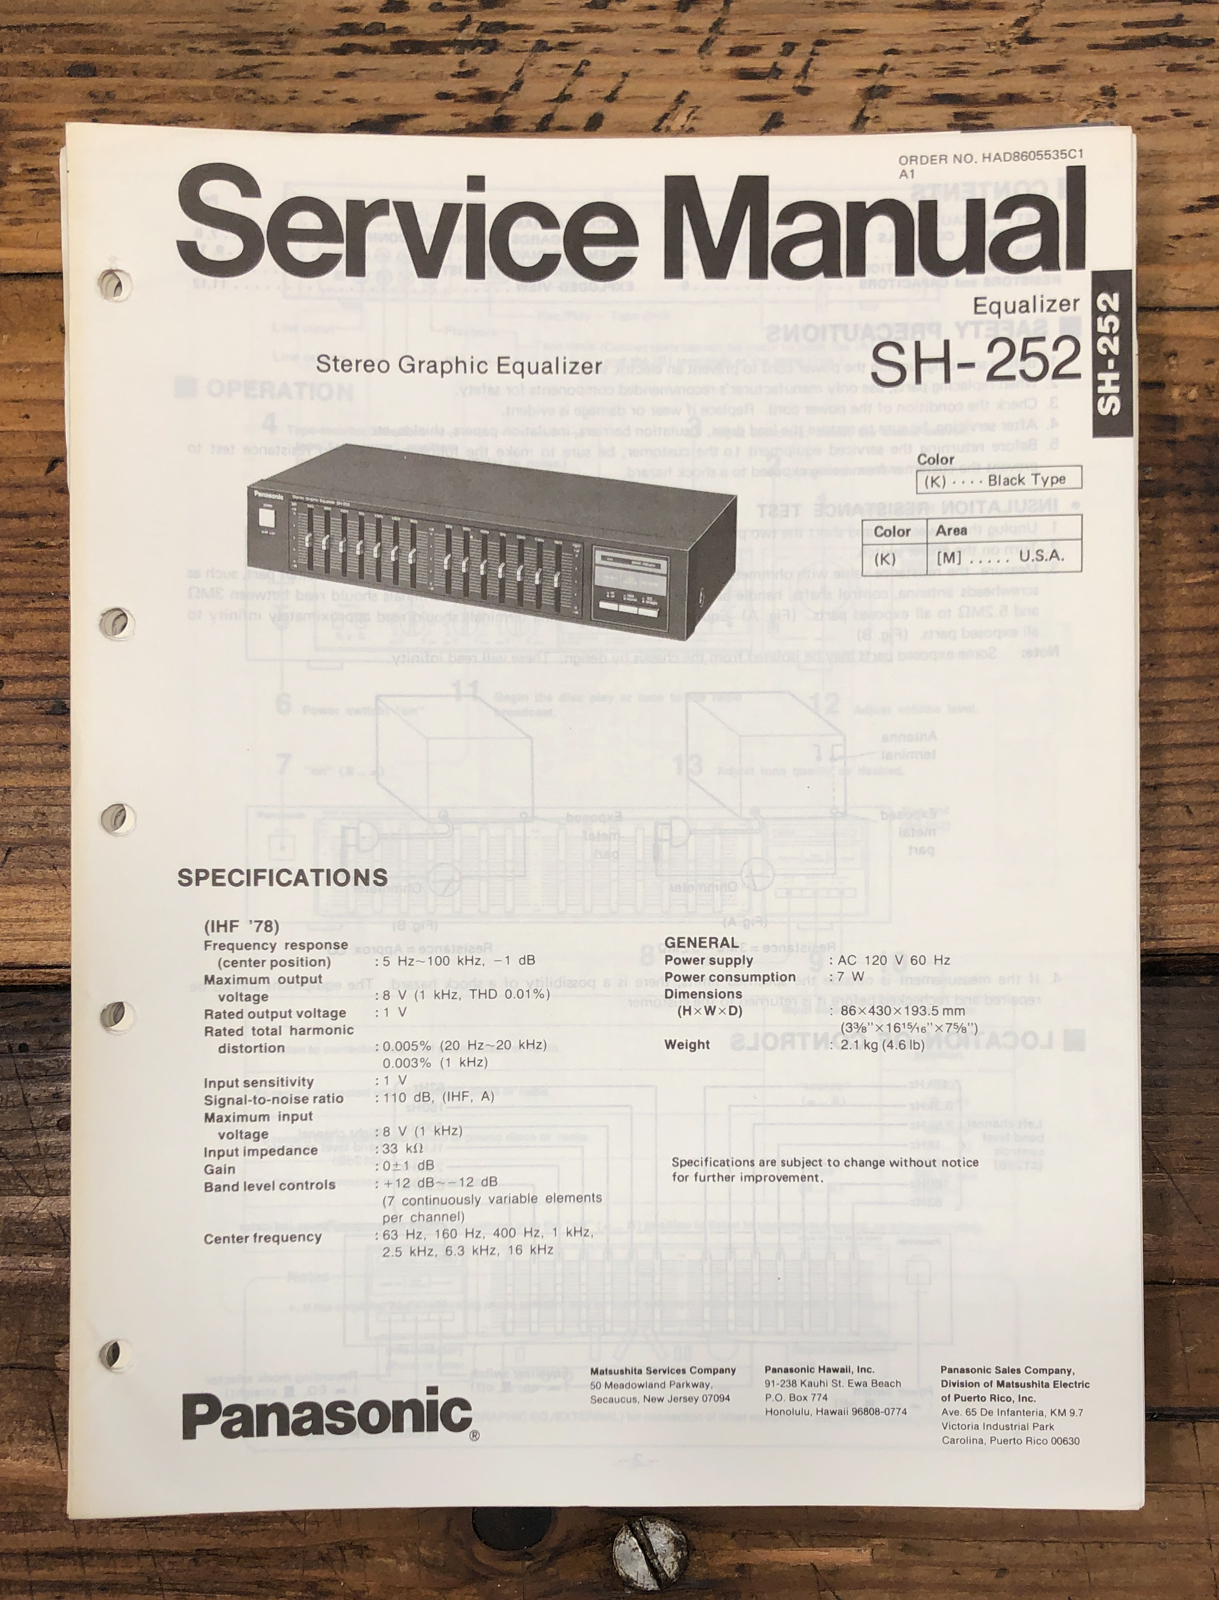 ORDER NO. HAD8605535C1
A1
Service Manual
Equalizer
SH-252
SH-252
Stereo Graphic Equalizer
Color
(K) ···· Black Type
Color Area
(K) [M] ..... U.S.A.
Panasonic
SPECIFICATIONS
(IHF '78)
Frequency response
(center position) : 5 Hz~100 kHz, −1 dB
Maximum output
voltage : 8 V (1 kHz, THD 0.01%)
Rated output voltage : 1 V
Rated total harmonic
distortion : 0.005% (20 Hz~20 kHz)
0.003% (1 kHz)
Input sensitivity : 1 V
Signal-to-noise ratio : 110 dB, (IHF, A)
Maximum input
voltage : 8 V (1 kHz)
Input impedance : 33 kΩ
Gain : 0±1 dB
Band level controls : +12 dB~−12 dB
(7 continuously variable elements
per channel)
Center frequency : 63 Hz, 160 Hz, 400 Hz, 1 kHz,
2.5 kHz, 6.3 kHz, 16 kHz
GENERAL
Power supply : AC 120 V 60 Hz
Power consumption : 7 W
Dimensions
(H×W×D) : 86×430×193.5 mm
(3⅜"×16¹⁵⁄₁₆"×7⅝")
Weight : 2.1 kg (4.6 lb)
Specifications are subject to change without notice
for further improvement.
Panasonic®
Matsushita Services Company
50 Meadowland Parkway,
Secaucus, New Jersey 07094
Panasonic Hawaii, Inc.
91-238 Kauhi St. Ewa Beach
P.O. Box 774
Honolulu, Hawaii 96808-0774
Panasonic Sales Company,
Division of Matsushita Electric
of Puerto Rico, Inc.
Ave. 65 De Infanteria, KM 9.7
Victoria Industrial Park
Carolina, Puerto Rico 00630